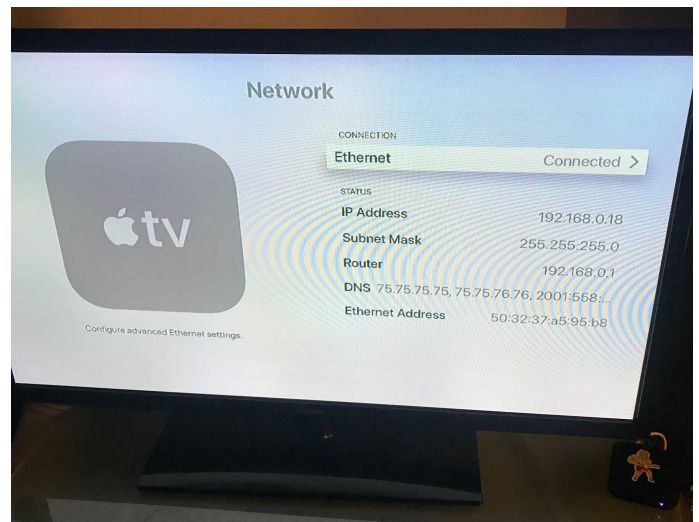 Network
CONNECTION
Ethernet Connected >
STATUS
IP Address 192.168.0.18
Subnet Mask 255.255.255.0
Router 192.168.0.1
DNS 75.75.75.75, 75.75.76.76, 2001:558:...
Ethernet Address 50:32:37:a5:95:b8
tv
Configure advanced Ethernet settings.